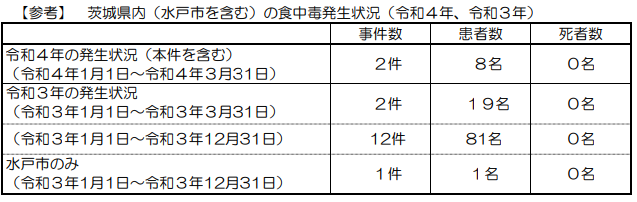 【参考】　茨城県内（水戸市を含む）の食中毒発生状況（令和４年、令和３年）
事件数　患者数　死者数
令和４年の発生状況（本件を含む）
（令和４年1月1日～令和４年3月31日）　２件　８名　０名
令和３年の発生状況
（令和３年1月1日～令和３年3月31日）　２件　１９名　０名
（令和３年1月1日～令和３年12月31日）　12件　81名　０名
水戸市のみ
（令和３年1月1日～令和３年12月31日）　１件　１名　０名